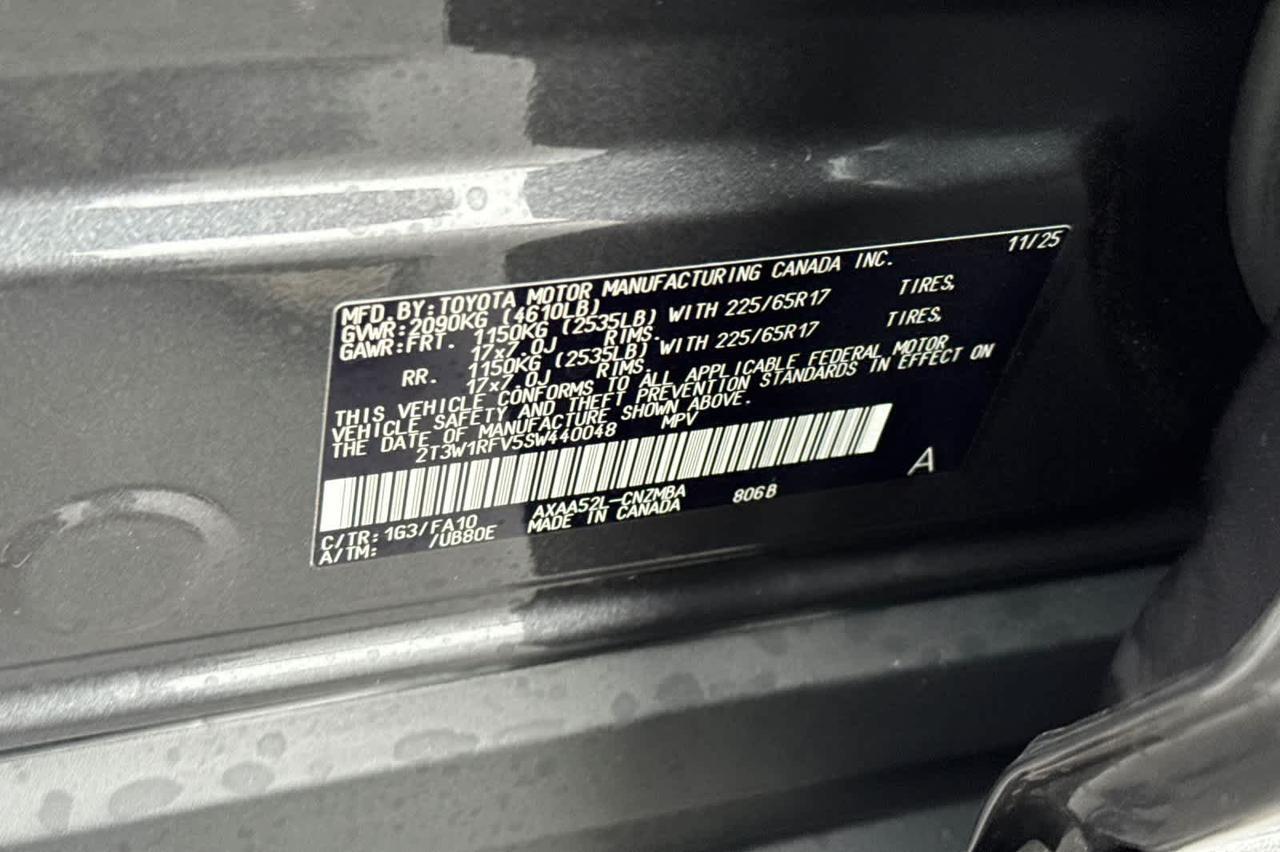 11/25
MFD.BY:TOYOTA MOTOR MANUFACTURING CANADA INC.
GVWR:2090KG (4610LB)
GAWR:FRT. 1150KG (2535LB) WITH 225/65R17 TIRES,
17x7.0J RIMS.
RR. 1150KG (2535LB) WITH 225/65R17 TIRES,
17x7.0J RIMS.
THIS VEHICLE CONFORMS TO ALL APPLICABLE FEDERAL MOTOR
VEHICLE SAFETY AND THEFT PREVENTION STANDARDS IN EFFECT ON
THE DATE OF MANUFACTURE SHOWN ABOVE.
2T3W1RFV5SW440048 MPV
A
C/TR:1G3/FA10 AXAA52L-CNZMBA 806B
A/TM: /UB80E MADE IN CANADA